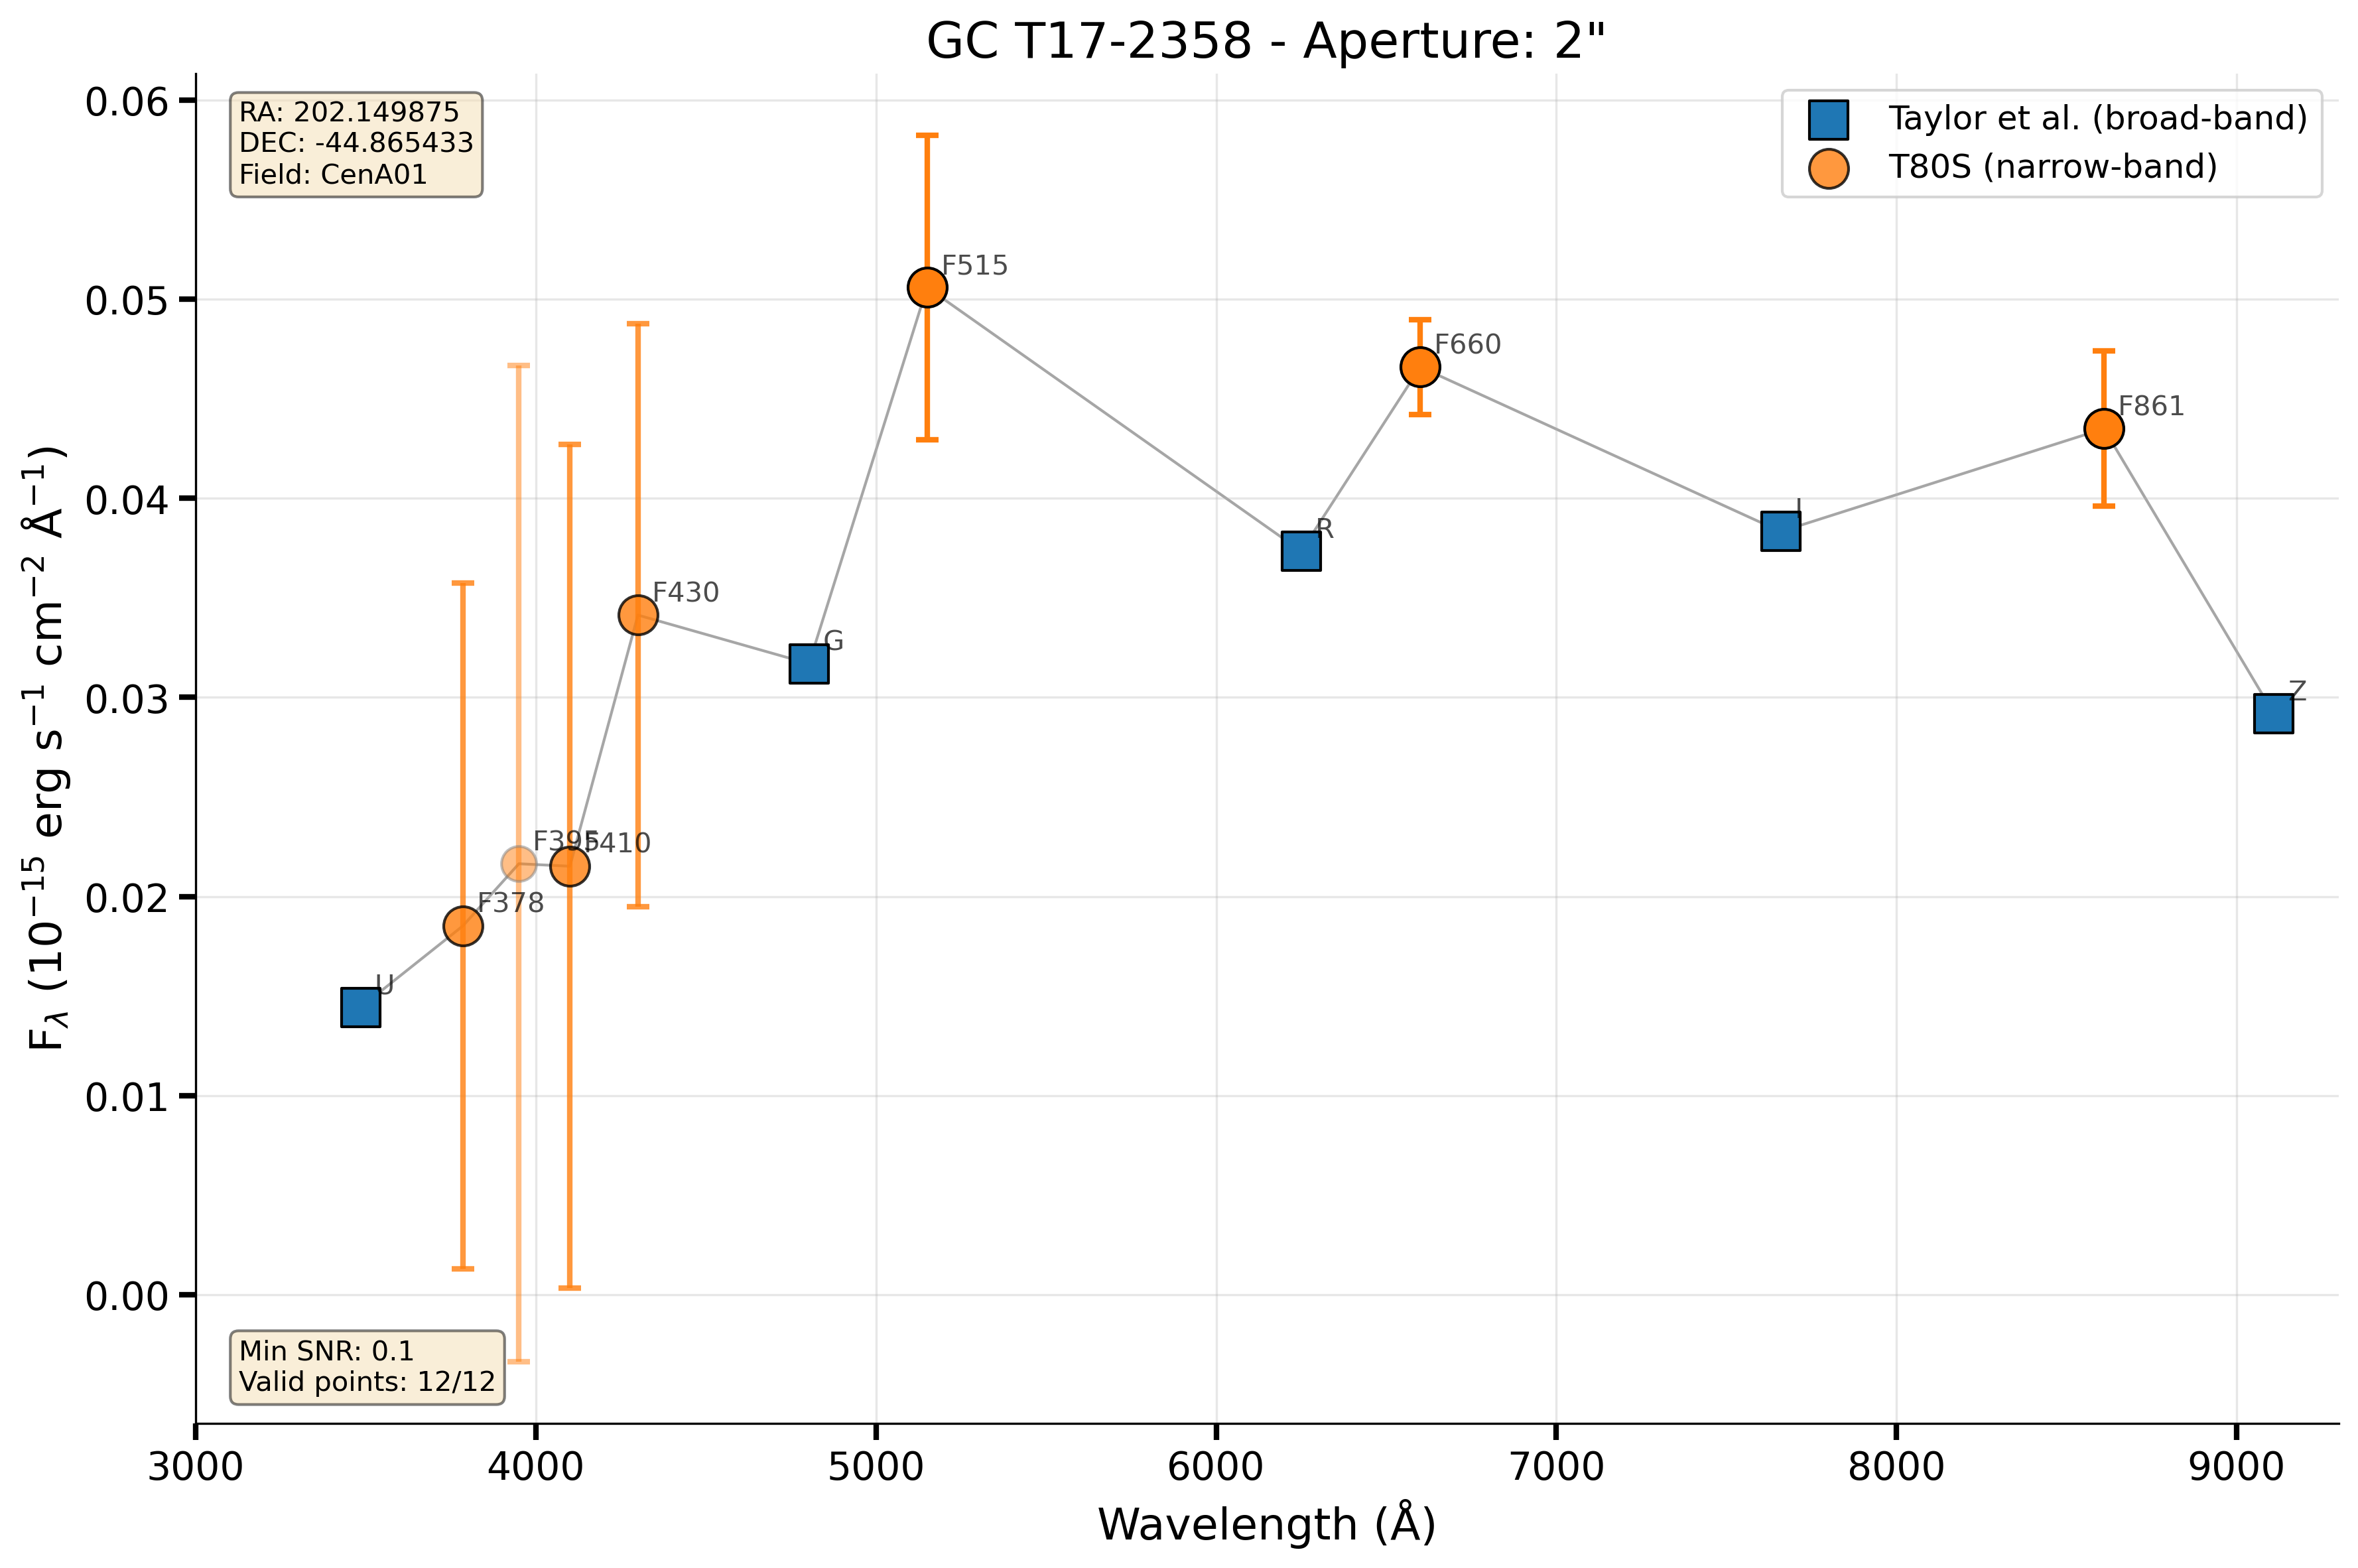 GC T17-2358 - Aperture: 2"
RA: 202.149875
DEC: -44.865433
Field: CenA01
Taylor et al. (broad-band)
T80S (narrow-band)
F515
F660
F861
I
R
F430
G
Z
F395
F410
F378
U
Min SNR: 0.1
Valid points: 12/12
0.06
0.05
0.04
0.03
0.02
0.01
0.00
Fλ (10⁻¹⁵ erg s⁻¹ cm⁻² Å⁻¹)
3000 4000 5000 6000 7000 8000 9000
Wavelength (Å)